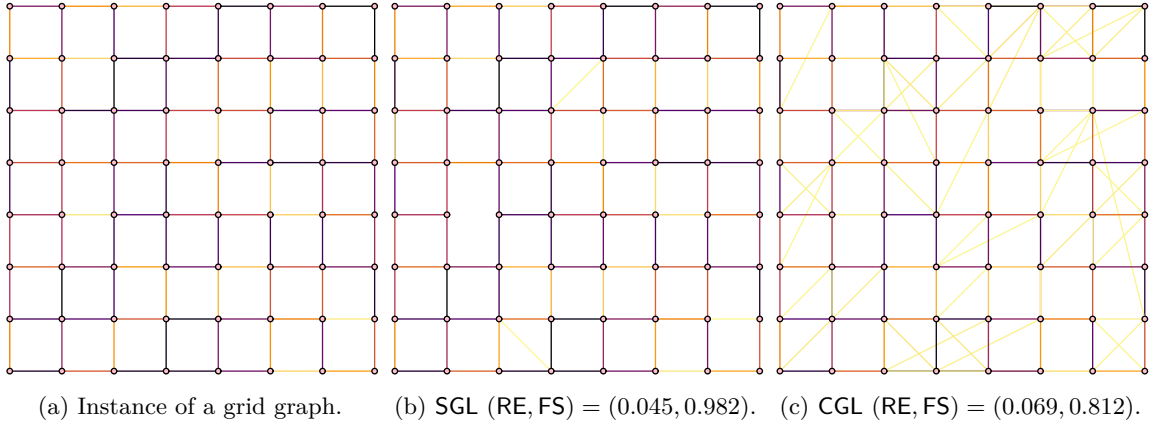 (a) Instance of a grid graph.
(b) SGL (RE, FS) = (0.045, 0.982).
(c) CGL (RE, FS) = (0.069, 0.812).